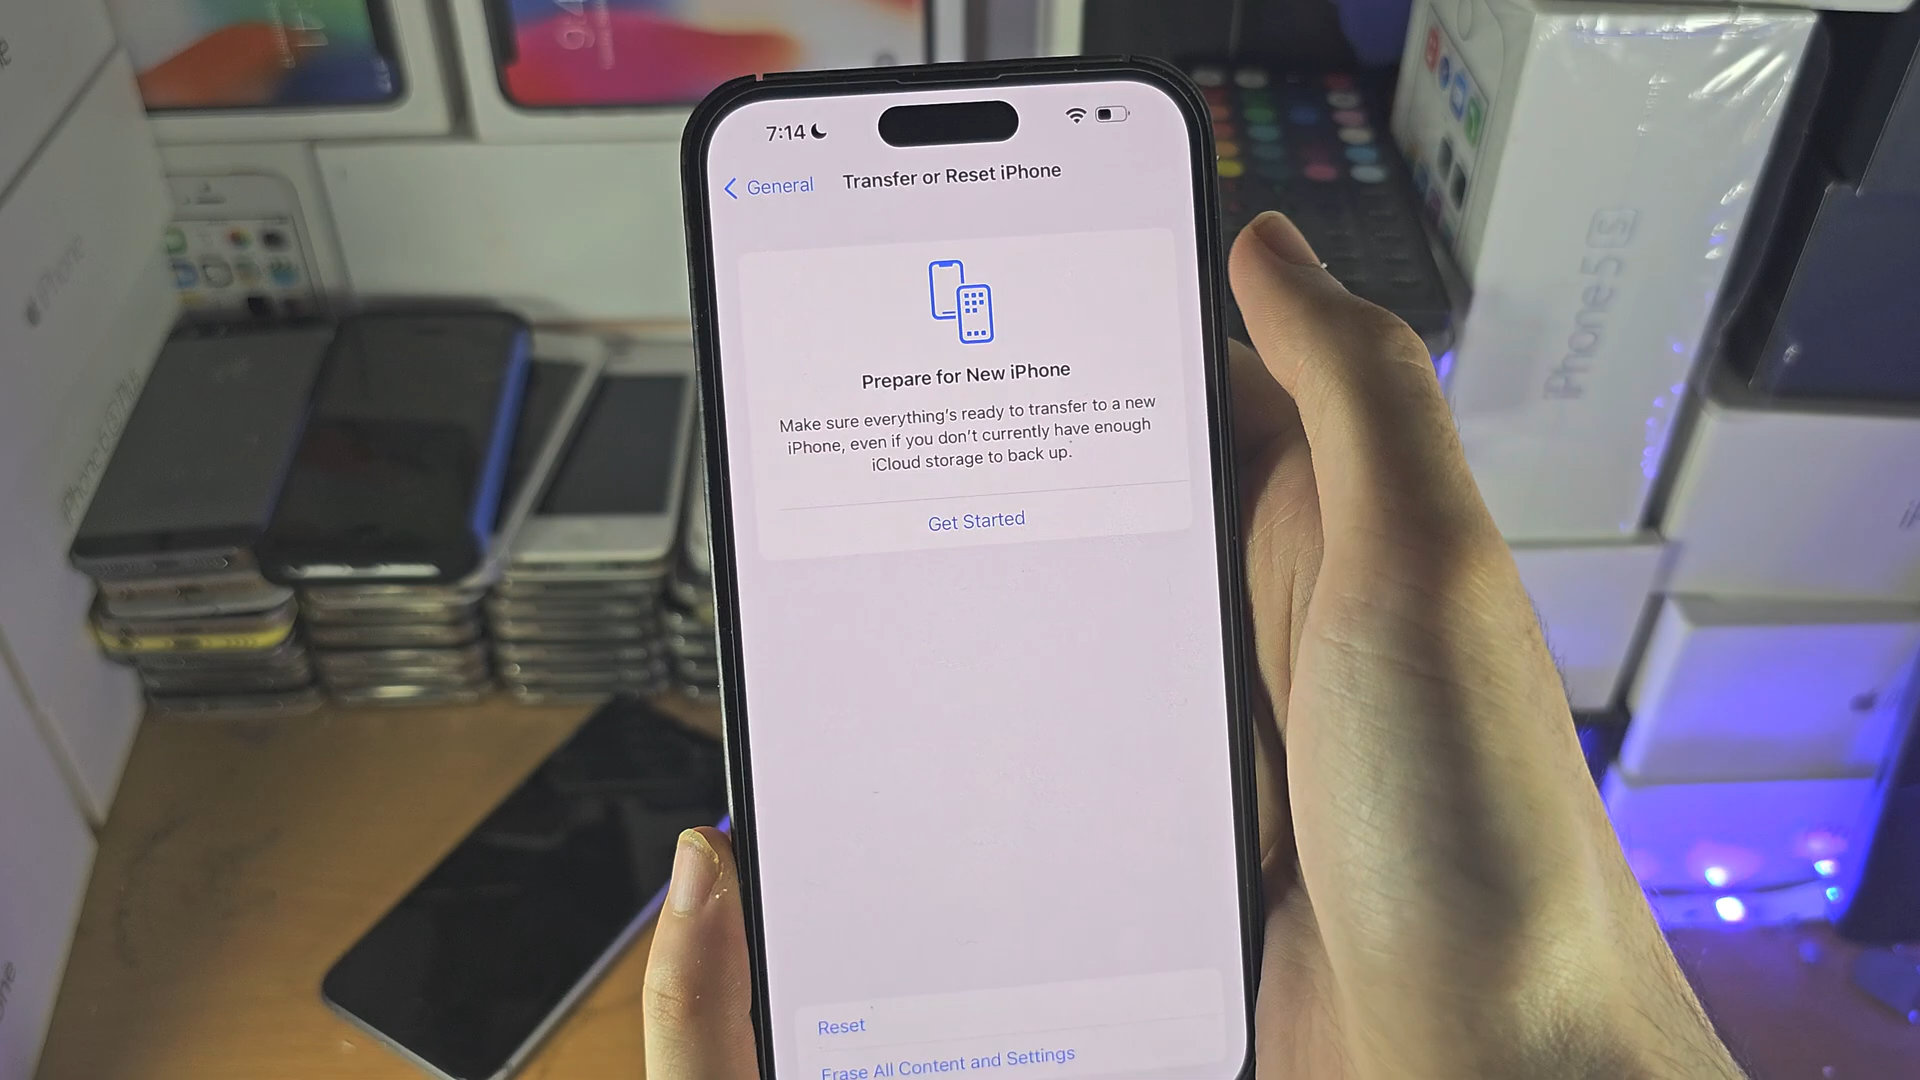 7:14
General
Transfer or Reset iPhone
Prepare for New iPhone
Make sure everything's ready to transfer to a new
iPhone, even if you don't currently have enough
iCloud storage to back up.
Get Started
Reset
Erase All Content and Settings
iPhone 5s
iPhone